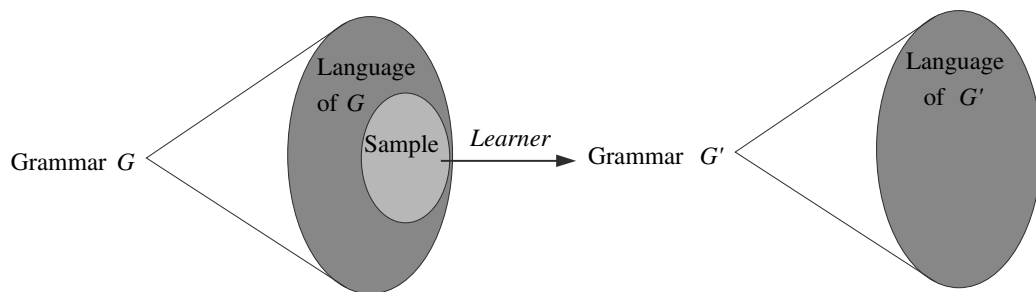 Grammar G
Language
of G
Sample
Learner
Grammar G'
Language
of G'